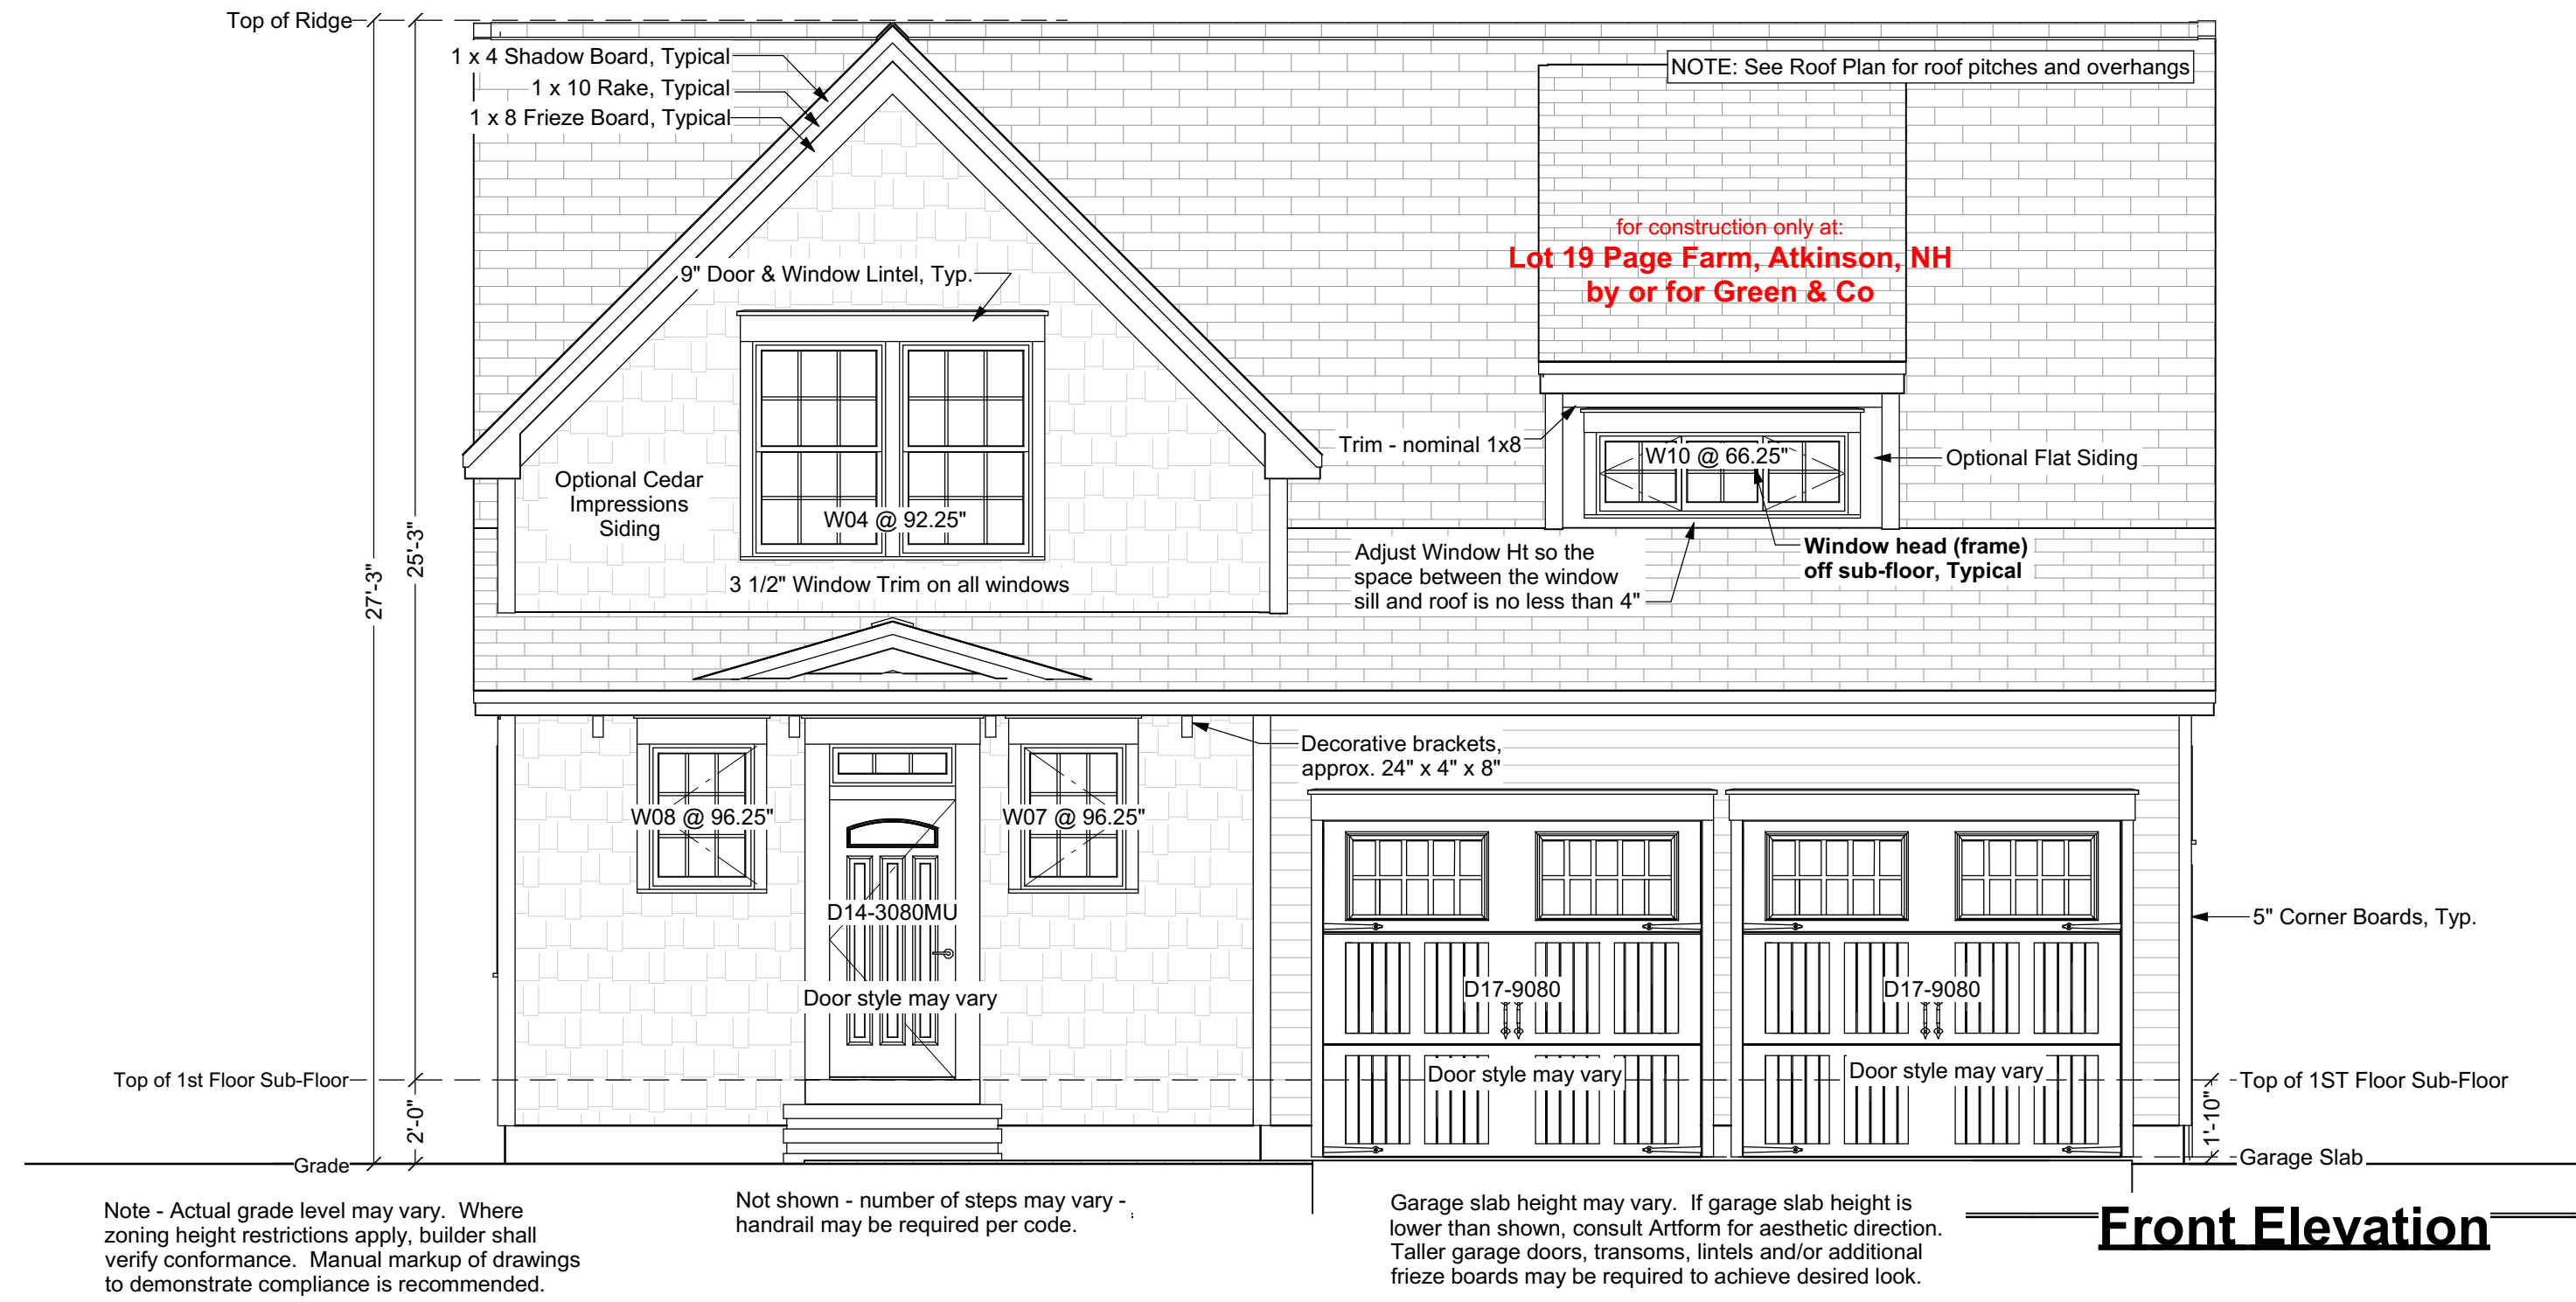 Top of Ridge
1 x 4 Shadow Board, Typical
1 x 10 Rake, Typical
1 x 8 Frieze Board, Typical
NOTE: See Roof Plan for roof pitches and overhangs
for construction only at:
Lot 19 Page Farm, Atkinson, NH
by or for Green & Co
9" Door & Window Lintel, Typ.
Trim - nominal 1x8
W10 @ 66.25"
Optional Flat Siding
Optional Cedar
Impressions
Siding
W04 @ 92.25"
3 1/2" Window Trim on all windows
Adjust Window Ht so the
space between the window
sill and roof is no less than 4"
Window head (frame)
off sub-floor, Typical
27'-3"
25'-3"
Decorative brackets,
approx. 24" x 4" x 8"
W08 @ 96.25"
W07 @ 96.25"
D14-3080MU
Door style may vary
5" Corner Boards, Typ.
D17-9080
D17-9080
Door style may vary
Door style may vary
Top of 1st Floor Sub-Floor
Top of 1ST Floor Sub-Floor
2'-0"
1'-10"
Grade
Garage Slab
Note - Actual grade level may vary. Where
zoning height restrictions apply, builder shall
verify conformance. Manual markup of drawings
to demonstrate compliance is recommended.
Not shown - number of steps may vary -
handrail may be required per code.
Garage slab height may vary. If garage slab height is
lower than shown, consult Artform for aesthetic direction.
Taller garage doors, transoms, lintels and/or additional
frieze boards may be required to achieve desired look.
Front Elevation